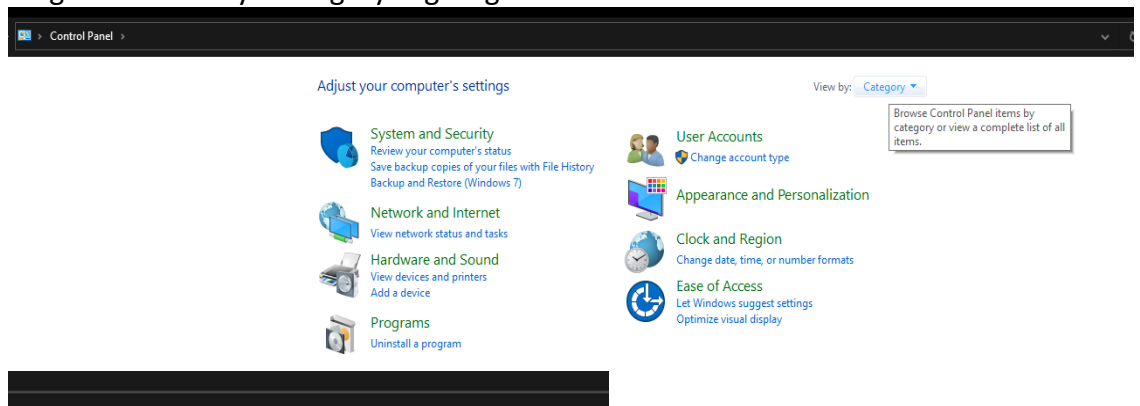 Control Panel
Adjust your computer's settings
View by: Category
Browse Control Panel items by
category or view a complete list of all
items.
System and Security
Review your computer's status
Save backup copies of your files with File History
Backup and Restore (Windows 7)
Network and Internet
View network status and tasks
Hardware and Sound
View devices and printers
Add a device
Programs
Uninstall a program
User Accounts
Change account type
Appearance and Personalization
Clock and Region
Change date, time, or number formats
Ease of Access
Let Windows suggest settings
Optimize visual display